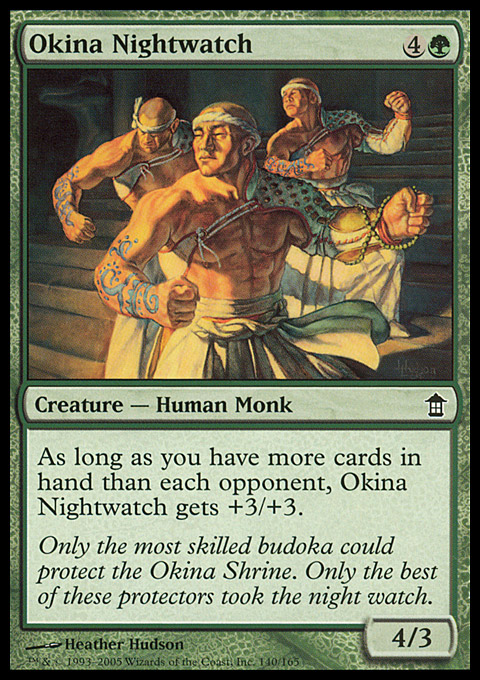 Okina Nightwatch 4
Creature — Human Monk
As long as you have more cards in
hand than each opponent, Okina
Nightwatch gets +3/+3.
Only the most skilled budoka could
protect the Okina Shrine. Only the best
of these protectors took the night watch.
4/3
Heather Hudson
™ & © 1993–2005 Wizards of the Coast, Inc. 140/165